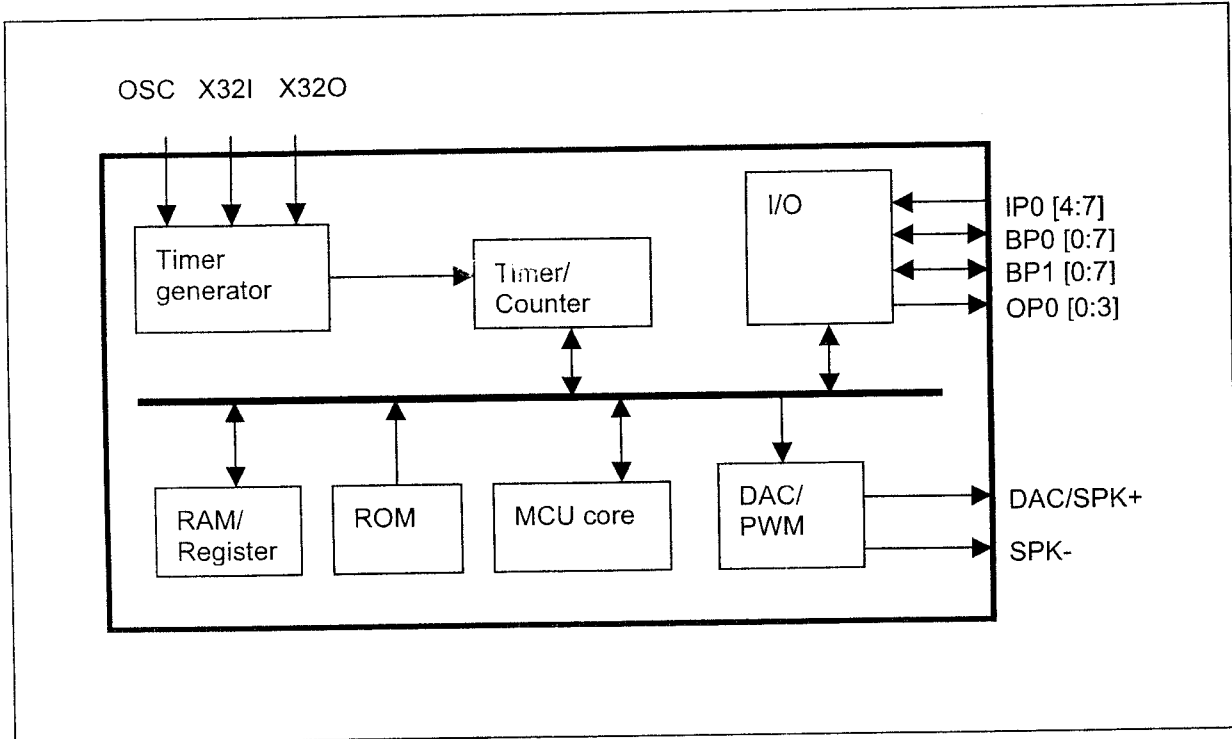 OSC X32I X32O
Timer
generator
Timer/
Counter
I/O
IP0 [4:7]
BP0 [0:7]
BP1 [0:7]
OP0 [0:3]
RAM/
Register
ROM
MCU core
DAC/
PWM
DAC/SPK+
SPK-